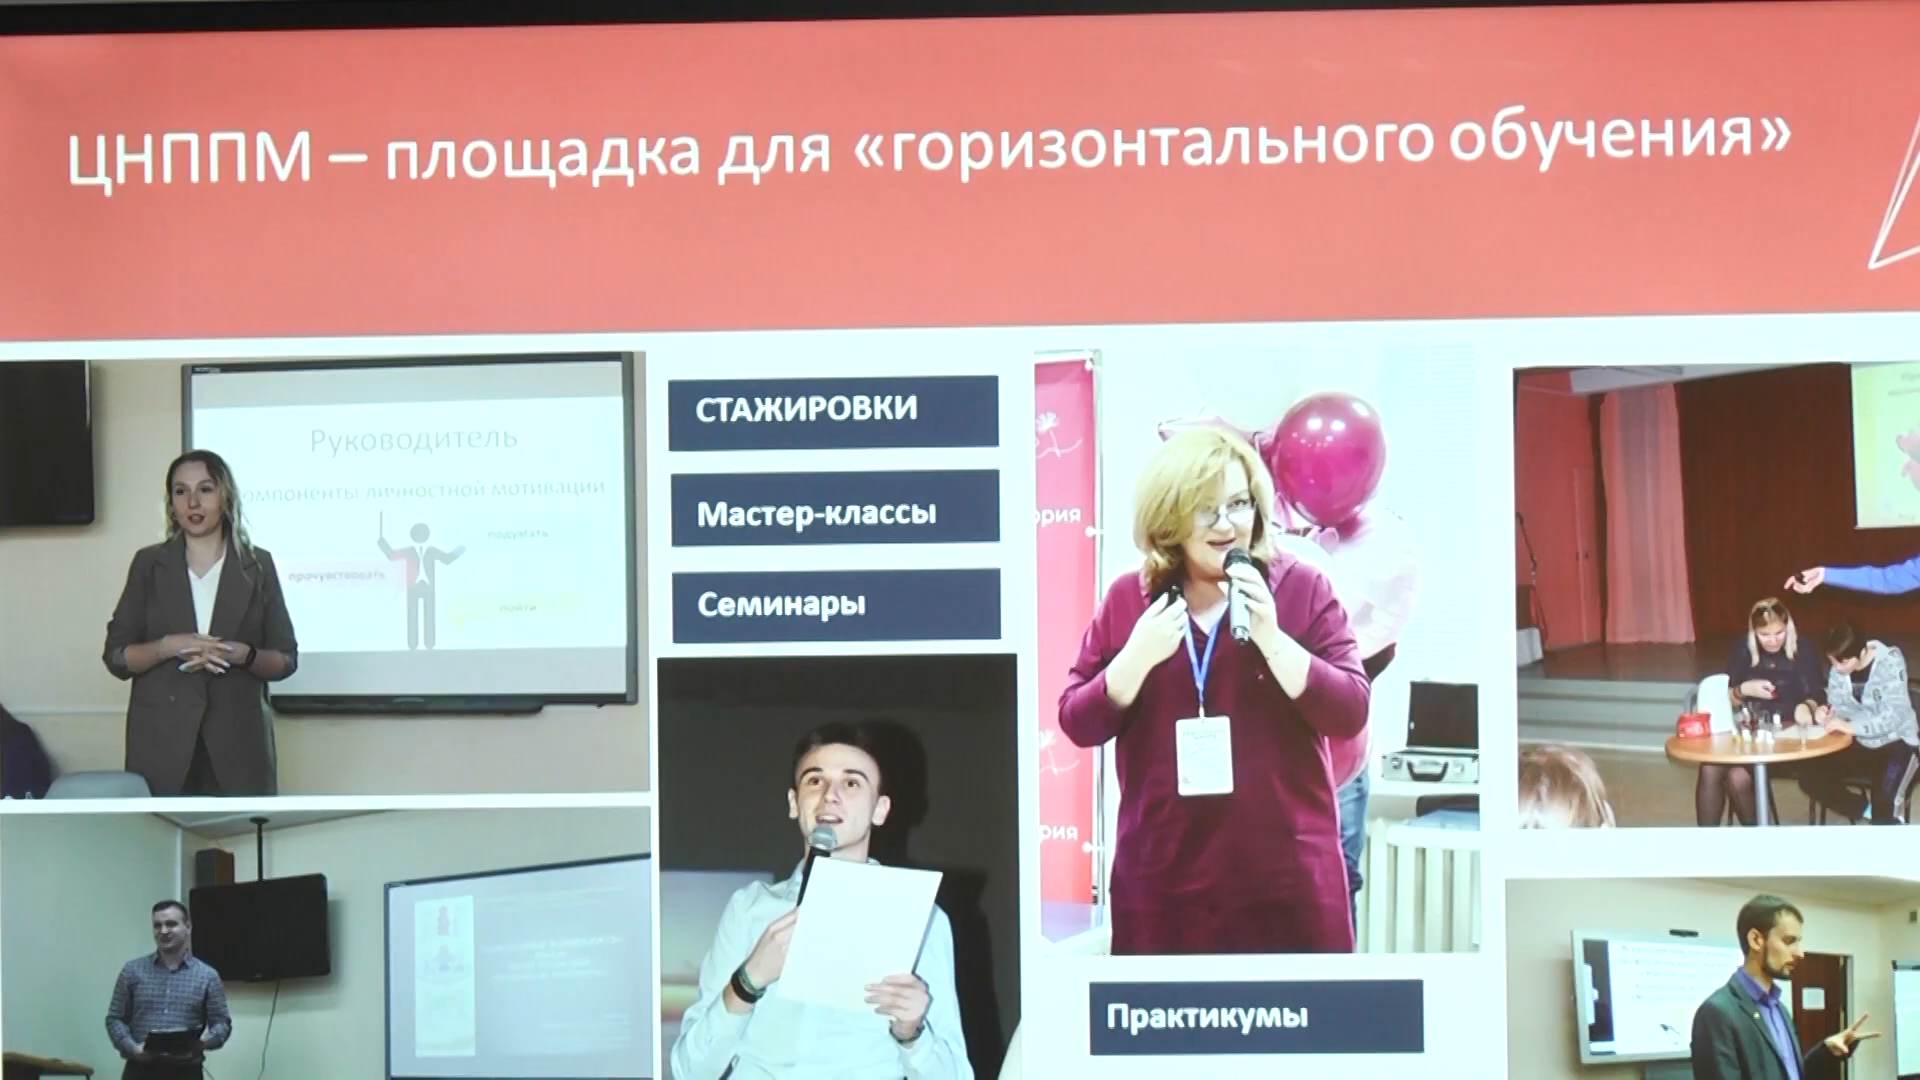 ЦНППМ – площадка для «горизонтального обучения»
Руководитель
компоненты личностной мотивации
подумать
прочувствовать
пойти
СТАЖИРОВКИ
Мастер-классы
Семинары
Практикумы